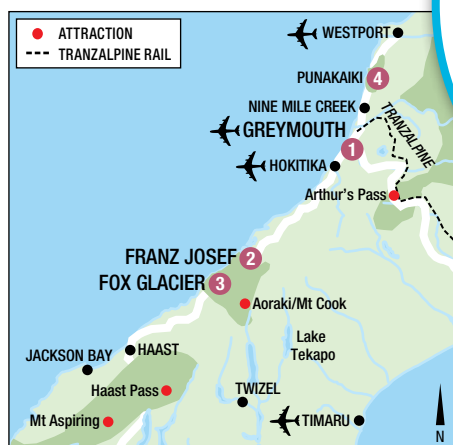 ATTRACTION
TRANZALPINE RAIL
WESTPORT
PUNAKAIKI 4
NINE MILE CREEK
TRANZALPINE
GREYMOUTH
1
HOKITIKA
Arthur's Pass
FRANZ JOSEF 2
FOX GLACIER 3
Aoraki/Mt Cook
Lake
Tekapo
JACKSON BAY
HAAST
Haast Pass
TWIZEL
Mt Aspiring
TIMARU
N